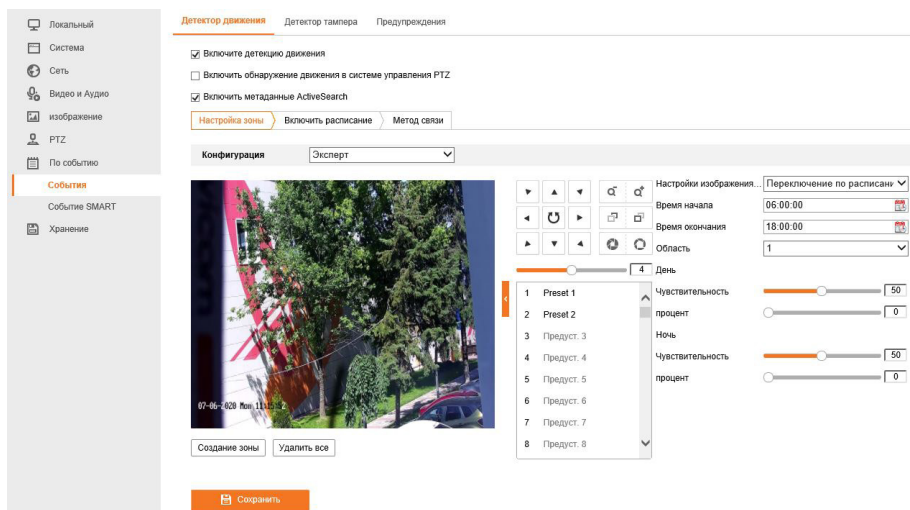 Локальный
Система
Сеть
Видео и Аудио
изображение
PTZ
По событию
События
Событие SMART
Хранение
Детектор движения Детектор тампера Предупреждения
Включите детекцию движения
Включить обнаружение движения в системе управления PTZ
Включить метаданные ActiveSearch
Настройка зоны Включить расписание Метод связи
Конфигурация Эксперт
07-06-2020 Mon
Создание зоны Удалить все
4
1 Preset 1
2 Preset 2
3 Предуст. 3
4 Предуст. 4
5 Предуст. 5
6 Предуст. 6
7 Предуст. 7
8 Предуст. 8
Настройки изображения... Переключение по расписани
Время начала 06:00:00
Время окончания 18:00:00
Область 1
День
Чувствительность 50
процент 0
Ночь
Чувствительность 50
процент 0
Сохранить